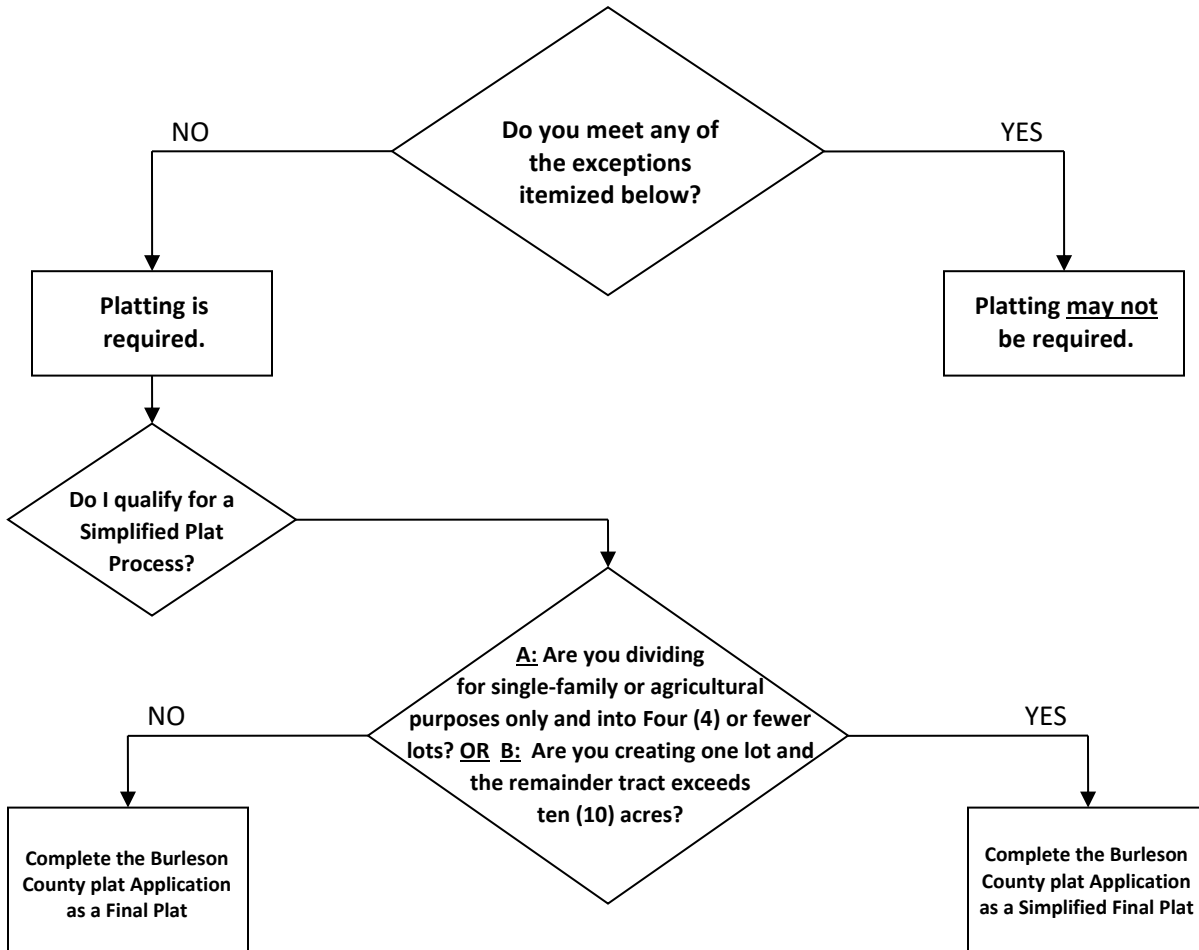 Do you meet any of
the exceptions
itemized below?
NO
YES
Platting is
required.
Platting may not
be required.
Do I qualify for a
Simplified Plat
Process?
A: Are you dividing
for single-family or agricultural
purposes only and into Four (4) or fewer
lots? OR B: Are you creating one lot and
the remainder tract exceeds
ten (10) acres?
NO
YES
Complete the Burleson
County plat Application
as a Final Plat
Complete the Burleson
County plat Application
as a Simplified Final Plat